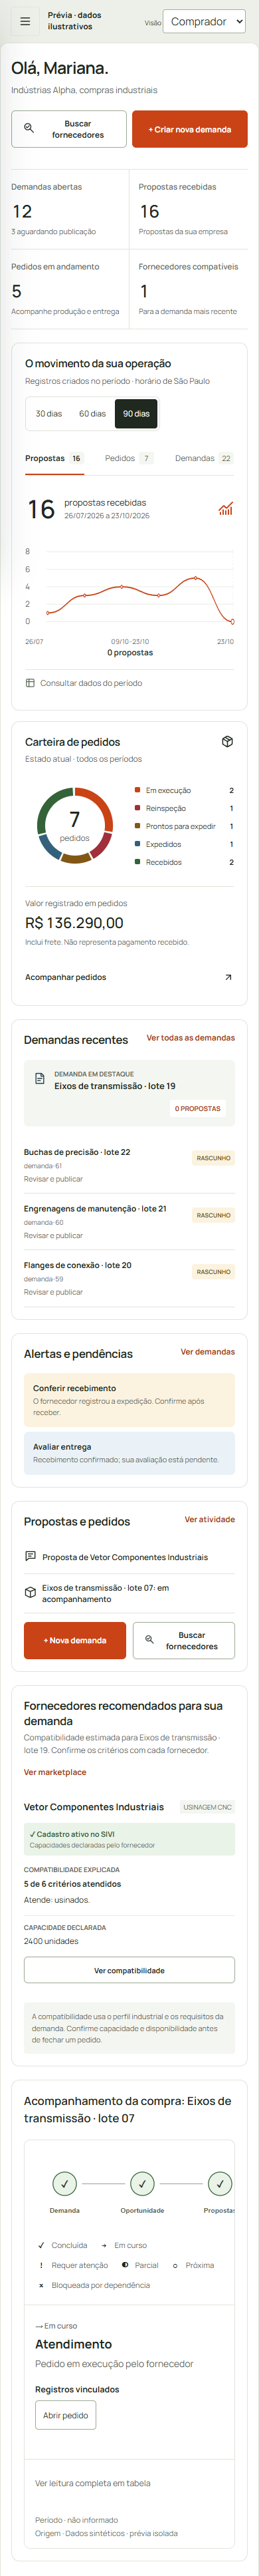 Prévia · dados
ilustrativos
Visão
Comprador
Olá, Mariana.
Indústrias Alpha, compras industriais
Buscar
fornecedores
+ Criar nova demanda
Demandas abertas
12
3 aguardando publicação
Propostas recebidas
16
Propostas da sua empresa
Pedidos em andamento
5
Acompanhe produção e entrega
Fornecedores compatíveis
1
Para a demanda mais recente
O movimento da sua operação
Registros criados no período · horário de São Paulo
30 dias 60 dias 90 dias
Propostas 16 Pedidos 7 Demandas 22
16
propostas recebidas
26/07/2026 a 23/10/2026
8
6
4
2
0
26/07 09/10-23/10 23/10
0 propostas
Consultar dados do período
Carteira de pedidos
Estado atual · todos os períodos
7
pedidos
Em execução 2
Reinspeção 1
Prontos para expedir 1
Expedidos 1
Recebidos 2
Valor registrado em pedidos
R$ 136.290,00
Inclui frete. Não representa pagamento recebido.
Acompanhar pedidos
Demandas recentes
Ver todas as demandas
DEMANDA EM DESTAQUE
Eixos de transmissão · lote 19
0 PROPOSTAS
Buchas de precisão · lote 22
demanda-61
Revisar e publicar
RASCUNHO
Engrenagens de manutenção · lote 21
demanda-60
Revisar e publicar
RASCUNHO
Flanges de conexão · lote 20
demanda-59
Revisar e publicar
RASCUNHO
Alertas e pendências
Ver demandas
Conferir recebimento
O fornecedor registrou a expedição. Confirme após
receber.
Avaliar entrega
Recebimento confirmado; sua avaliação está pendente.
Propostas e pedidos
Ver atividade
Proposta de Vetor Componentes Industriais
Eixos de transmissão · lote 07: em
acompanhamento
+ Nova demanda
Buscar
fornecedores
Fornecedores recomendados para sua
demanda
Compatibilidade estimada para Eixos de transmissão ·
lote 19. Confirme os critérios com cada fornecedor.
Ver marketplace
Vetor Componentes Industriais
USINAGEM CNC
✓ Cadastro ativo no SIVI
Capacidades declaradas pelo fornecedor
COMPATIBILIDADE EXPLICADA
5 de 6 critérios atendidos
Atende: usinados.
CAPACIDADE DECLARADA
2400 unidades
Ver compatibilidade
A compatibilidade usa o perfil industrial e os requisitos da
demanda. Confirme capacidade e disponibilidade antes
de fechar um pedido.
Acompanhamento da compra: Eixos de
transmissão · lote 07
Demanda Oportunidade Propostas
✓ Concluída → Em curso
! Requer atenção ◐ Parcial ○ Próxima
× Bloqueada por dependência
→ Em curso
Atendimento
Pedido em execução pelo fornecedor
Registros vinculados
Abrir pedido
Ver leitura completa em tabela
Período · não informado
Origem · Dados sintéticos · prévia isolada